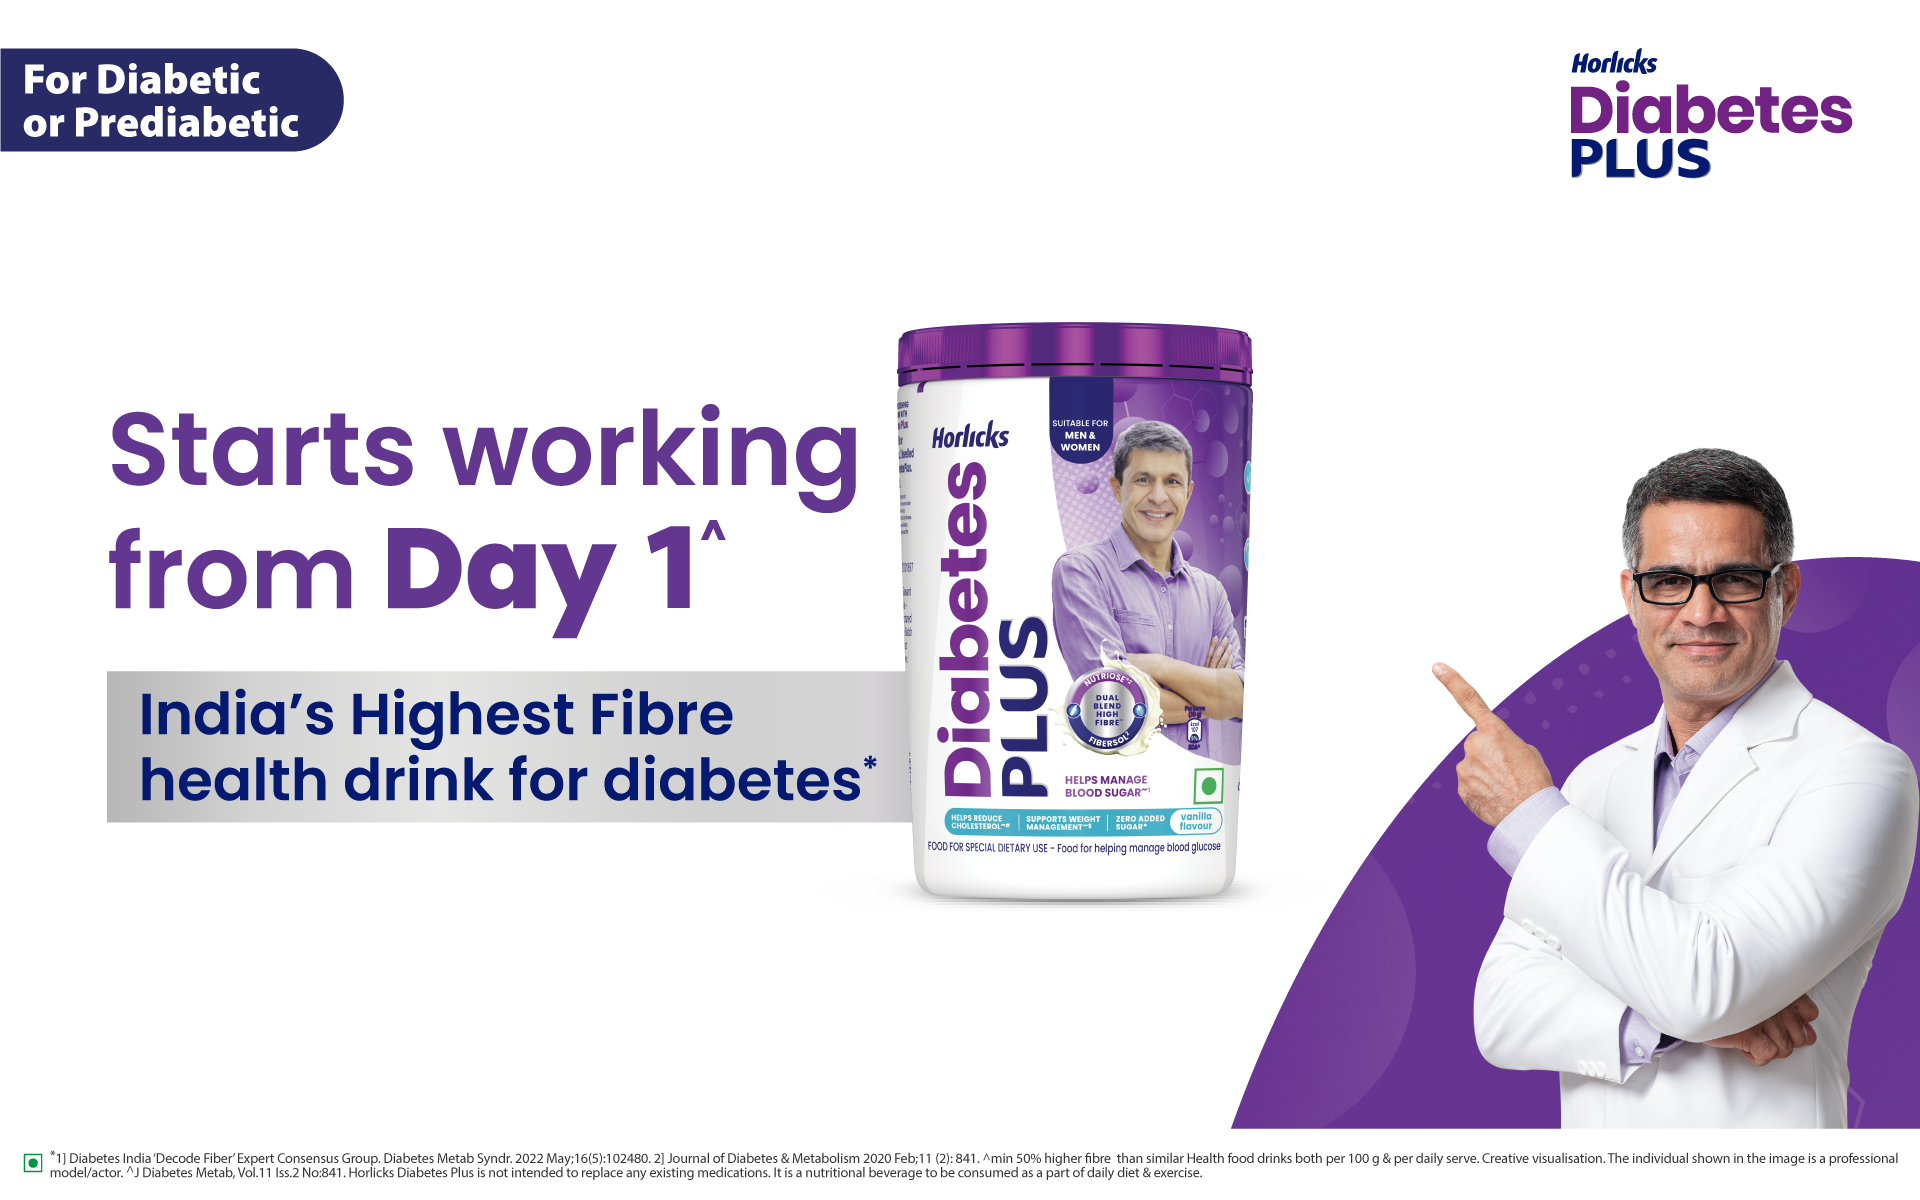 For Diabetic
or Prediabetic
Horlicks
Diabetes
PLUS
Starts working
from Day 1^
India's Highest Fibre
health drink for diabetes*
Horlicks
Diabetes
PLUS
SUITABLE FOR
MEN &
WOMEN
NUTRIOSE
DUAL
BLEND
HIGH
FIBRE
FIBERSOL
HELPS MANAGE
BLOOD SUGAR~1
HELPS REDUCE
CHOLESTEROL
SUPPORTS WEIGHT
MANAGEMENT
ZERO ADDED
SUGAR*
vanilla
flavour
FOOD FOR SPECIAL DIETARY USE - Food for helping manage blood glucose
*1] Diabetes India 'Decode Fiber' Expert Consensus Group. Diabetes Metab Syndr. 2022 May;16(5):102480. 2] Journal of Diabetes & Metabolism 2020 Feb;11 (2): 841. ^min 50% higher fibre than similar Health food drinks both per 100 g & per daily serve. Creative visualisation. The individual shown in the image is a professional
model/actor. ^J Diabetes Metab, Vol.11 Iss.2 No:841. Horlicks Diabetes Plus is not intended to replace any existing medications. It is a nutritional beverage to be consumed as a part of daily diet & exercise.